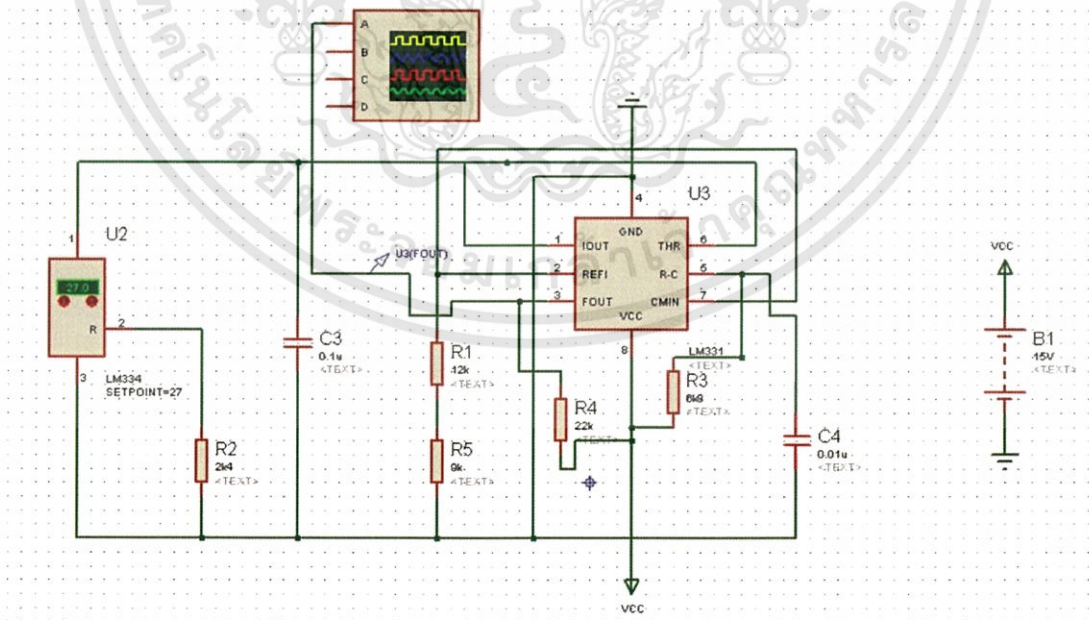 A
B
C
D
U3
4
GND
1
IOUT
THR
6
U3(FOUT)
2
REFI
R-C
5
3
FOUT
CMIN
7
VCC
8
LM331
U2
1
27.0
R
2
3
LM334
SETPOINT=27
C3
0.1u
<TEXT>
R1
12k
<TEXT>
R4
22k
<TEXT>
R3
6k8
<TEXT>
<TEXT>
R2
2k4
<TEXT>
R5
9k
<TEXT>
C4
0.01u
<TEXT>
VCC
VCC
B1
15V
<TEXT>